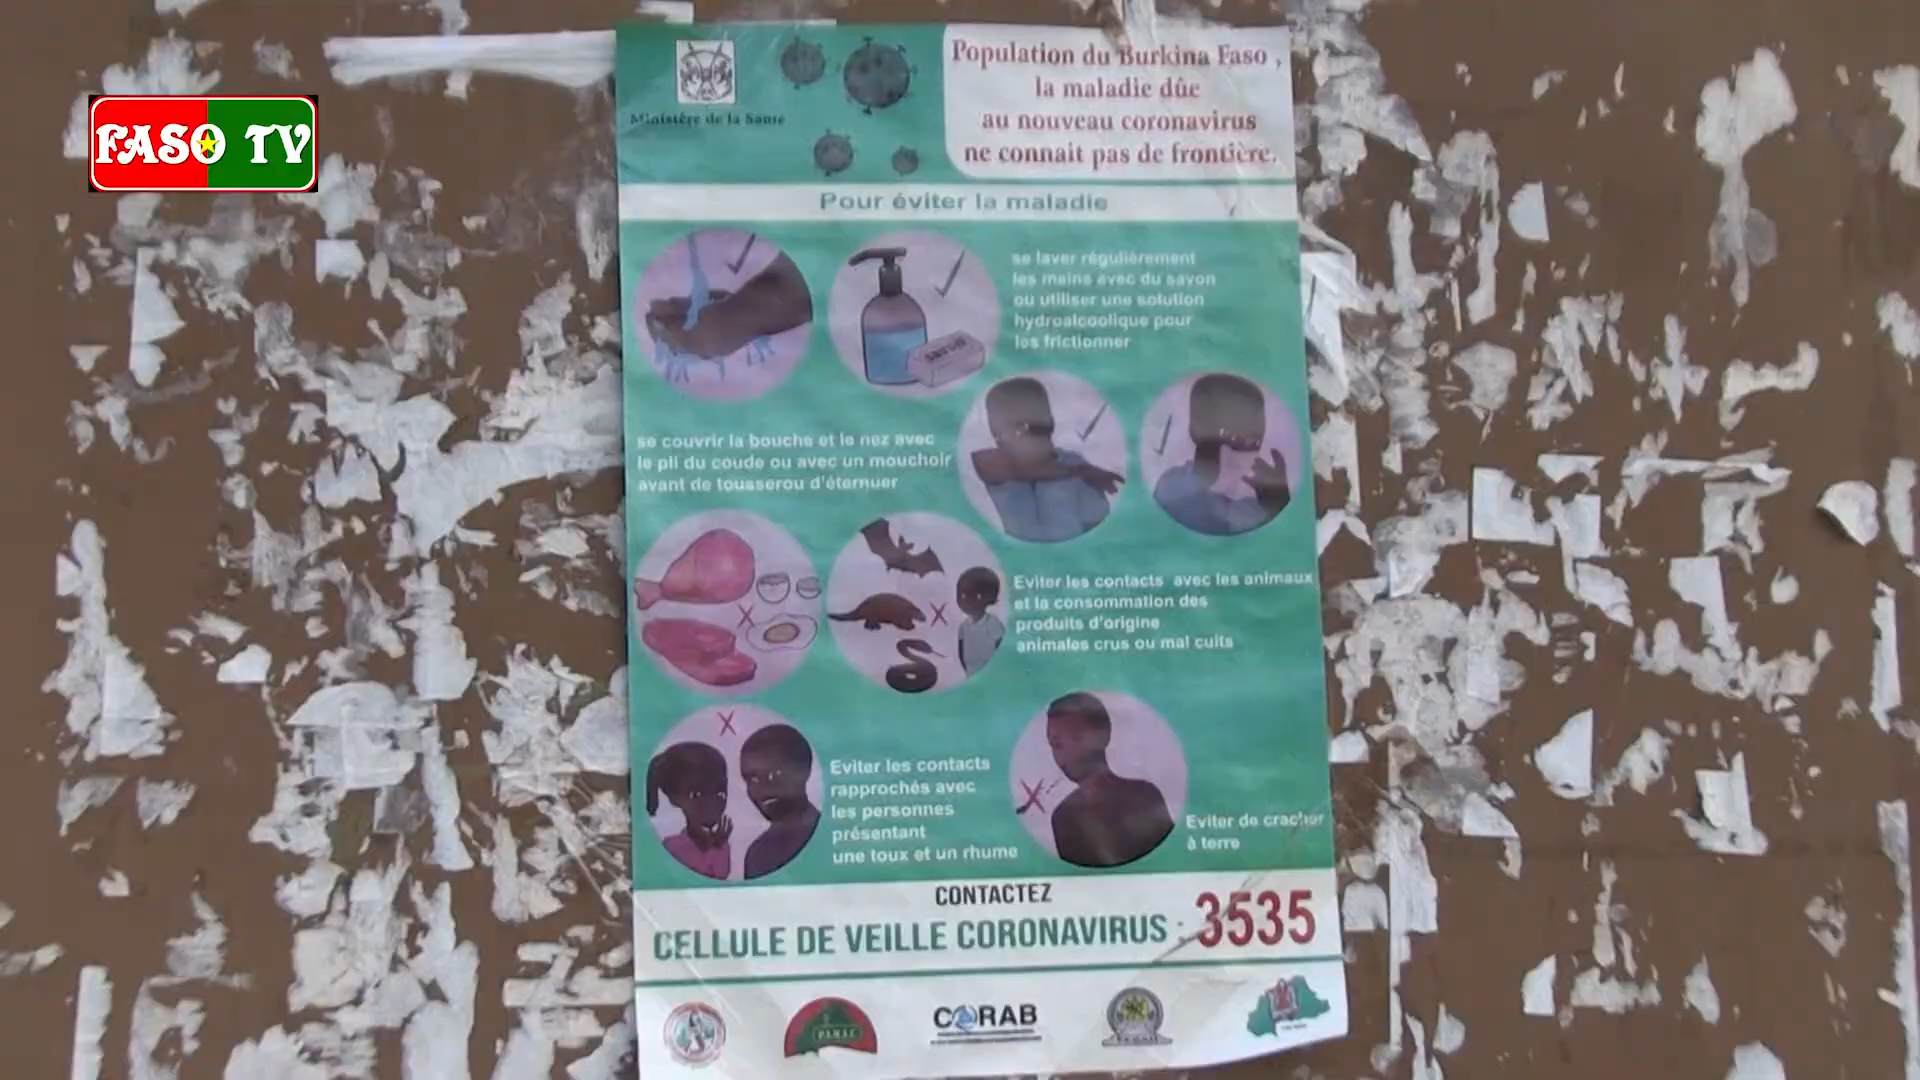 FASO TV
Ministère de la Santé
Population du Burkina Faso ,
la maladie dûe
au nouveau coronavirus
ne connait pas de frontière.
Pour éviter la maladie
se laver régulièrement
les mains avec du savon
ou utiliser une solution
hydroalcoolique pour
les frictionner
SAVON
se couvrir la bouche et le nez avec
le pli du coude ou avec un mouchoir
avant de tousserou d'éternuer
Eviter les contacts avec les animaux
et la consommation des
produits d'origine
animales crus ou mal cuits
Eviter les contacts
rapprochés avec
les personnes
présentant
une toux et un rhume
Eviter de cracher
à terre
CONTACTEZ
CELLULE DE VEILLE CORONAVIRUS : 3535
CORAB